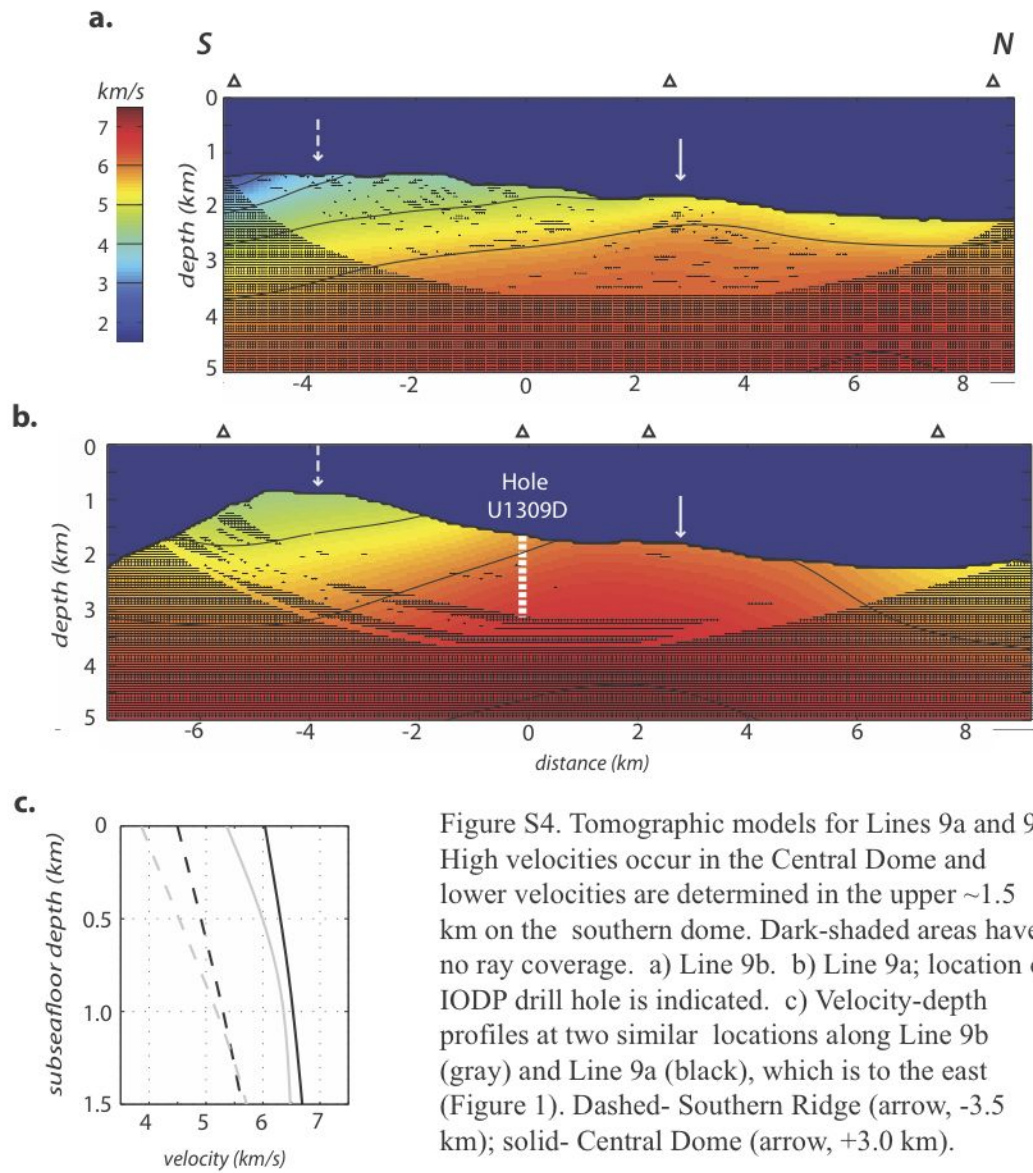 a.
S
N
km/s
7
6
5
4
3
2
depth (km)
0
1
2
3
4
5
-4
-2
0
2
4
6
8
b.
Hole
U1309D
depth (km)
0
1
2
3
4
5
-6
-4
-2
0
2
4
6
8
distance (km)
c.
subseafloor depth (km)
0
0.5
1.0
1.5
4
5
6
7
velocity (km/s)
Figure S4. Tomographic models for Lines 9a and 9
High velocities occur in the Central Dome and
lower velocities are determined in the upper ~1.5
km on the southern dome. Dark-shaded areas have
no ray coverage. a) Line 9b. b) Line 9a; location
IODP drill hole is indicated. c) Velocity-depth
profiles at two similar locations along Line 9b
(gray) and Line 9a (black), which is to the east
(Figure 1). Dashed- Southern Ridge (arrow, -3.5
km); solid- Central Dome (arrow, +3.0 km).